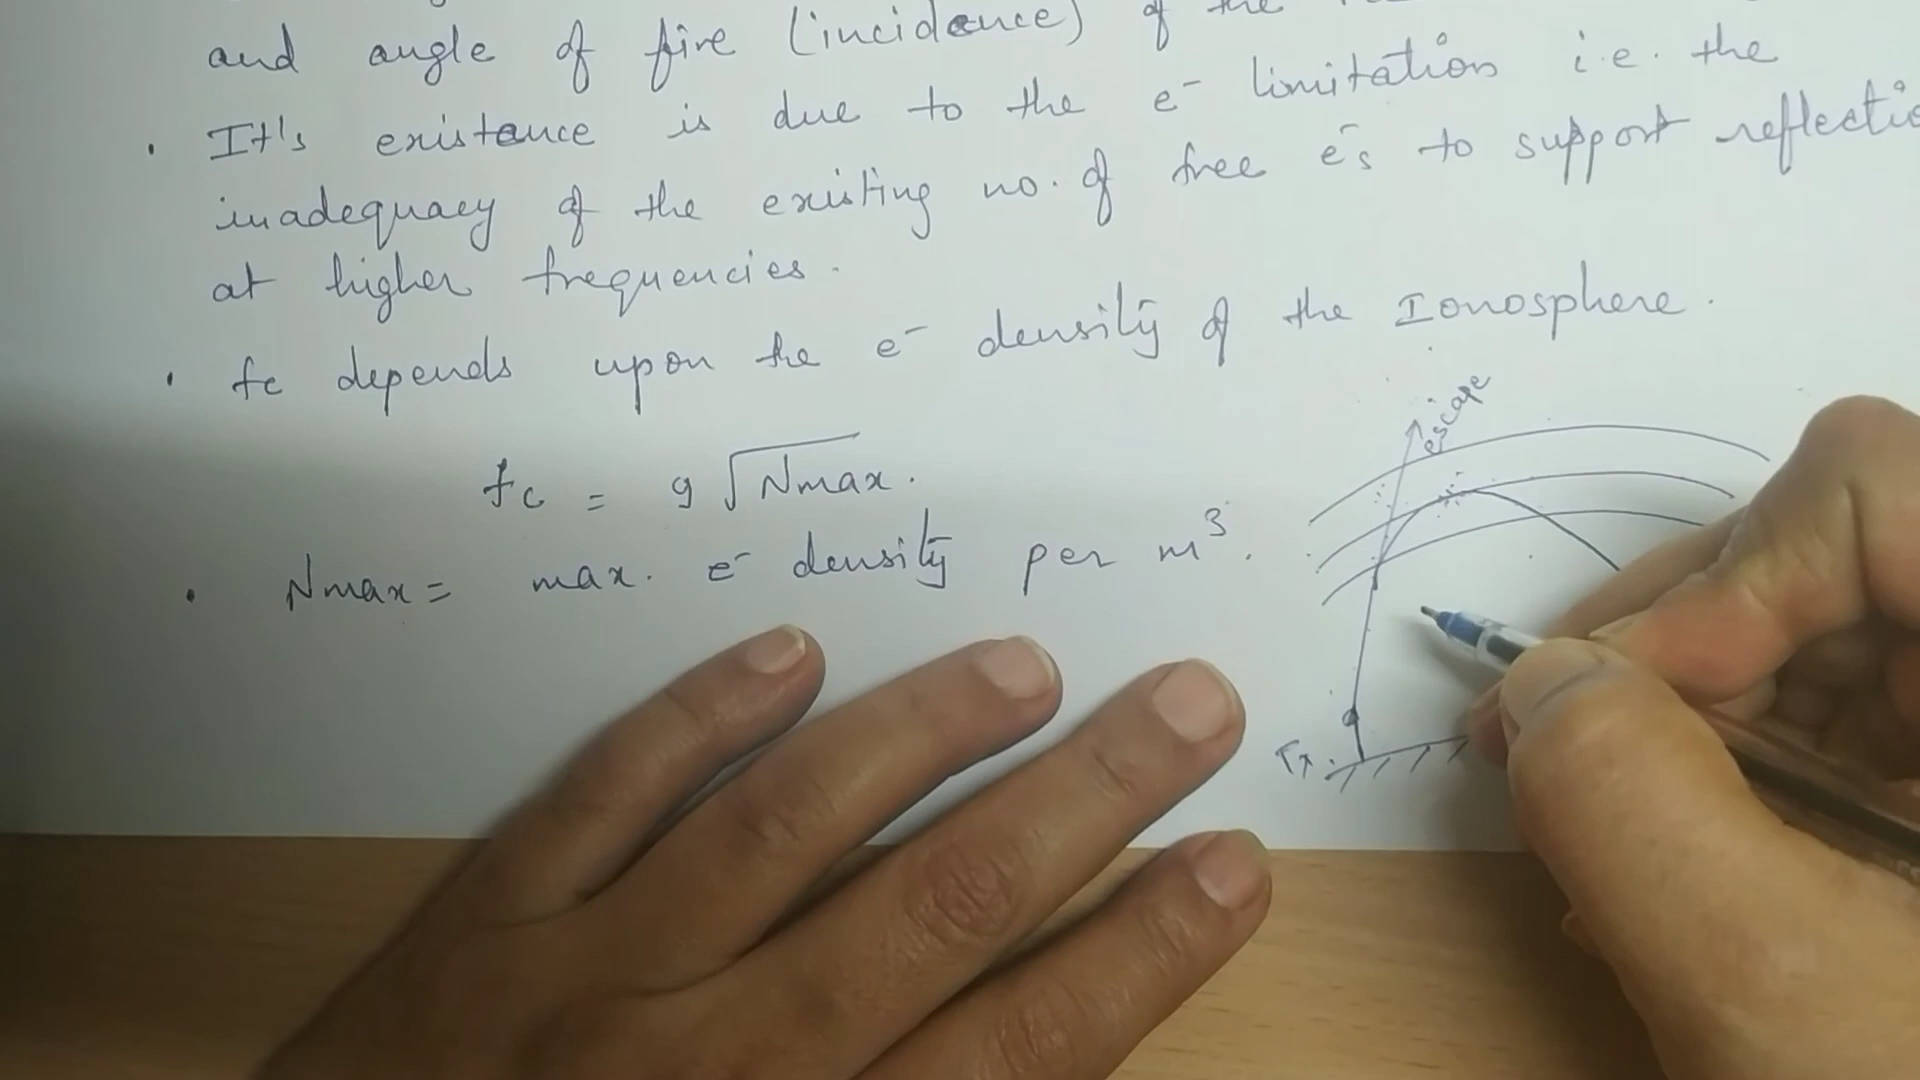 and angle of fire (incidence) of the
• It's existence is due to the e⁻ limitation i.e. the
inadequacy of the existing no. of free e⁻s to support reflectio
at higher frequencies.
• fc depends upon the e⁻ density of the Ionosphere.
fc = 9 √Nmax.
• Nmax = max. e⁻ density per m³.
escape
Tx.